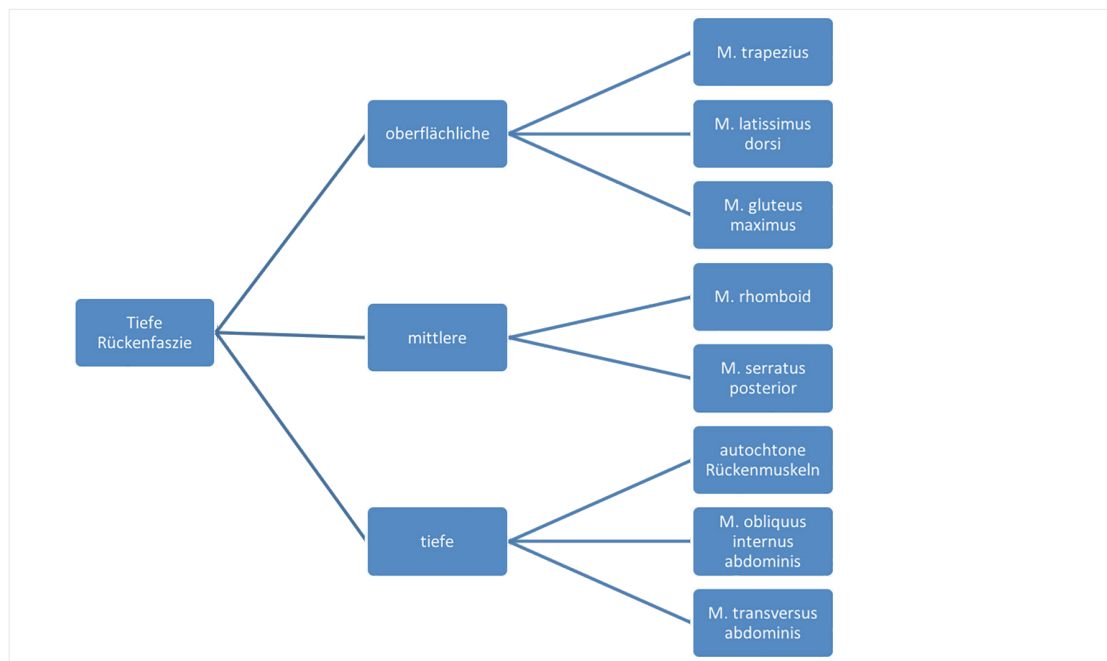 Tiefe
Rückenfaszie
oberflächliche
M. trapezius
M. latissimus
dorsi
M. gluteus
maximus
mittlere
M. rhomboid
M. serratus
posterior
tiefe
autochtone
Rückenmuskeln
M. obliquus
internus
abdominis
M. transversus
abdominis